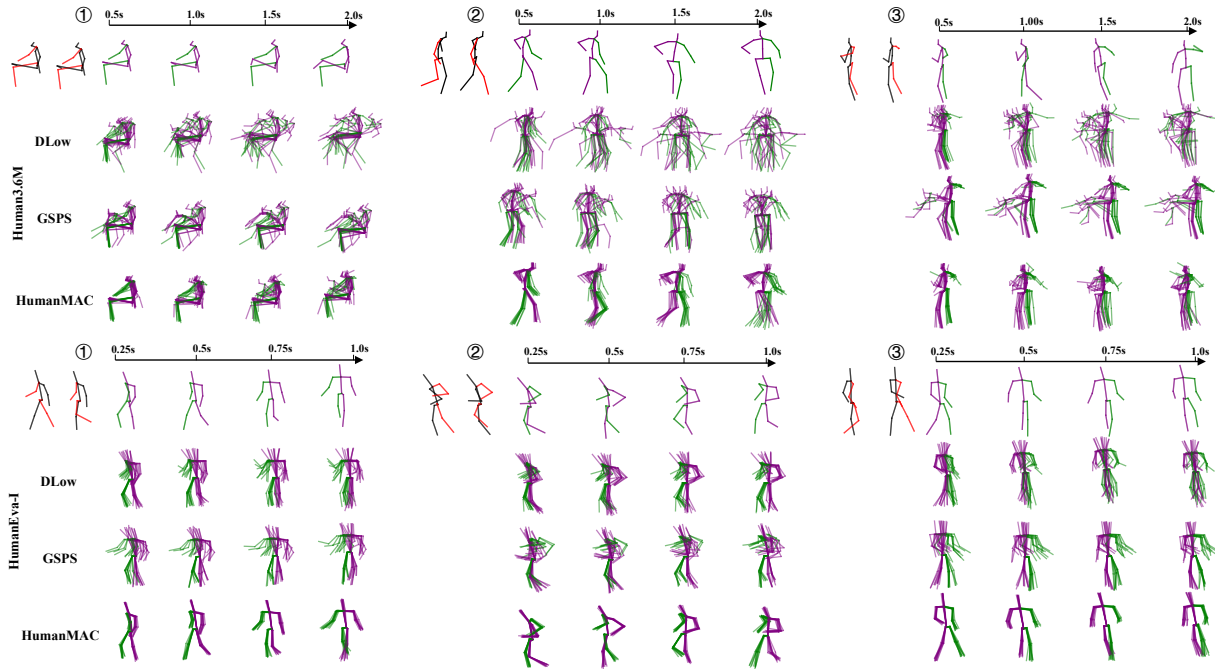 ① 0.5s 1.0s 1.5s 2.0s
② 0.5s 1.0s 1.5s 2.0s
③ 0.5s 1.00s 1.5s 2.0s
Human3.6M
DLow
GSPS
HumanMAC
① 0.25s 0.5s 0.75s 1.0s
② 0.25s 0.5s 0.75s 1.0s
③ 0.25s 0.5s 0.75s 1.0s
HumanEva-I
DLow
GSPS
HumanMAC